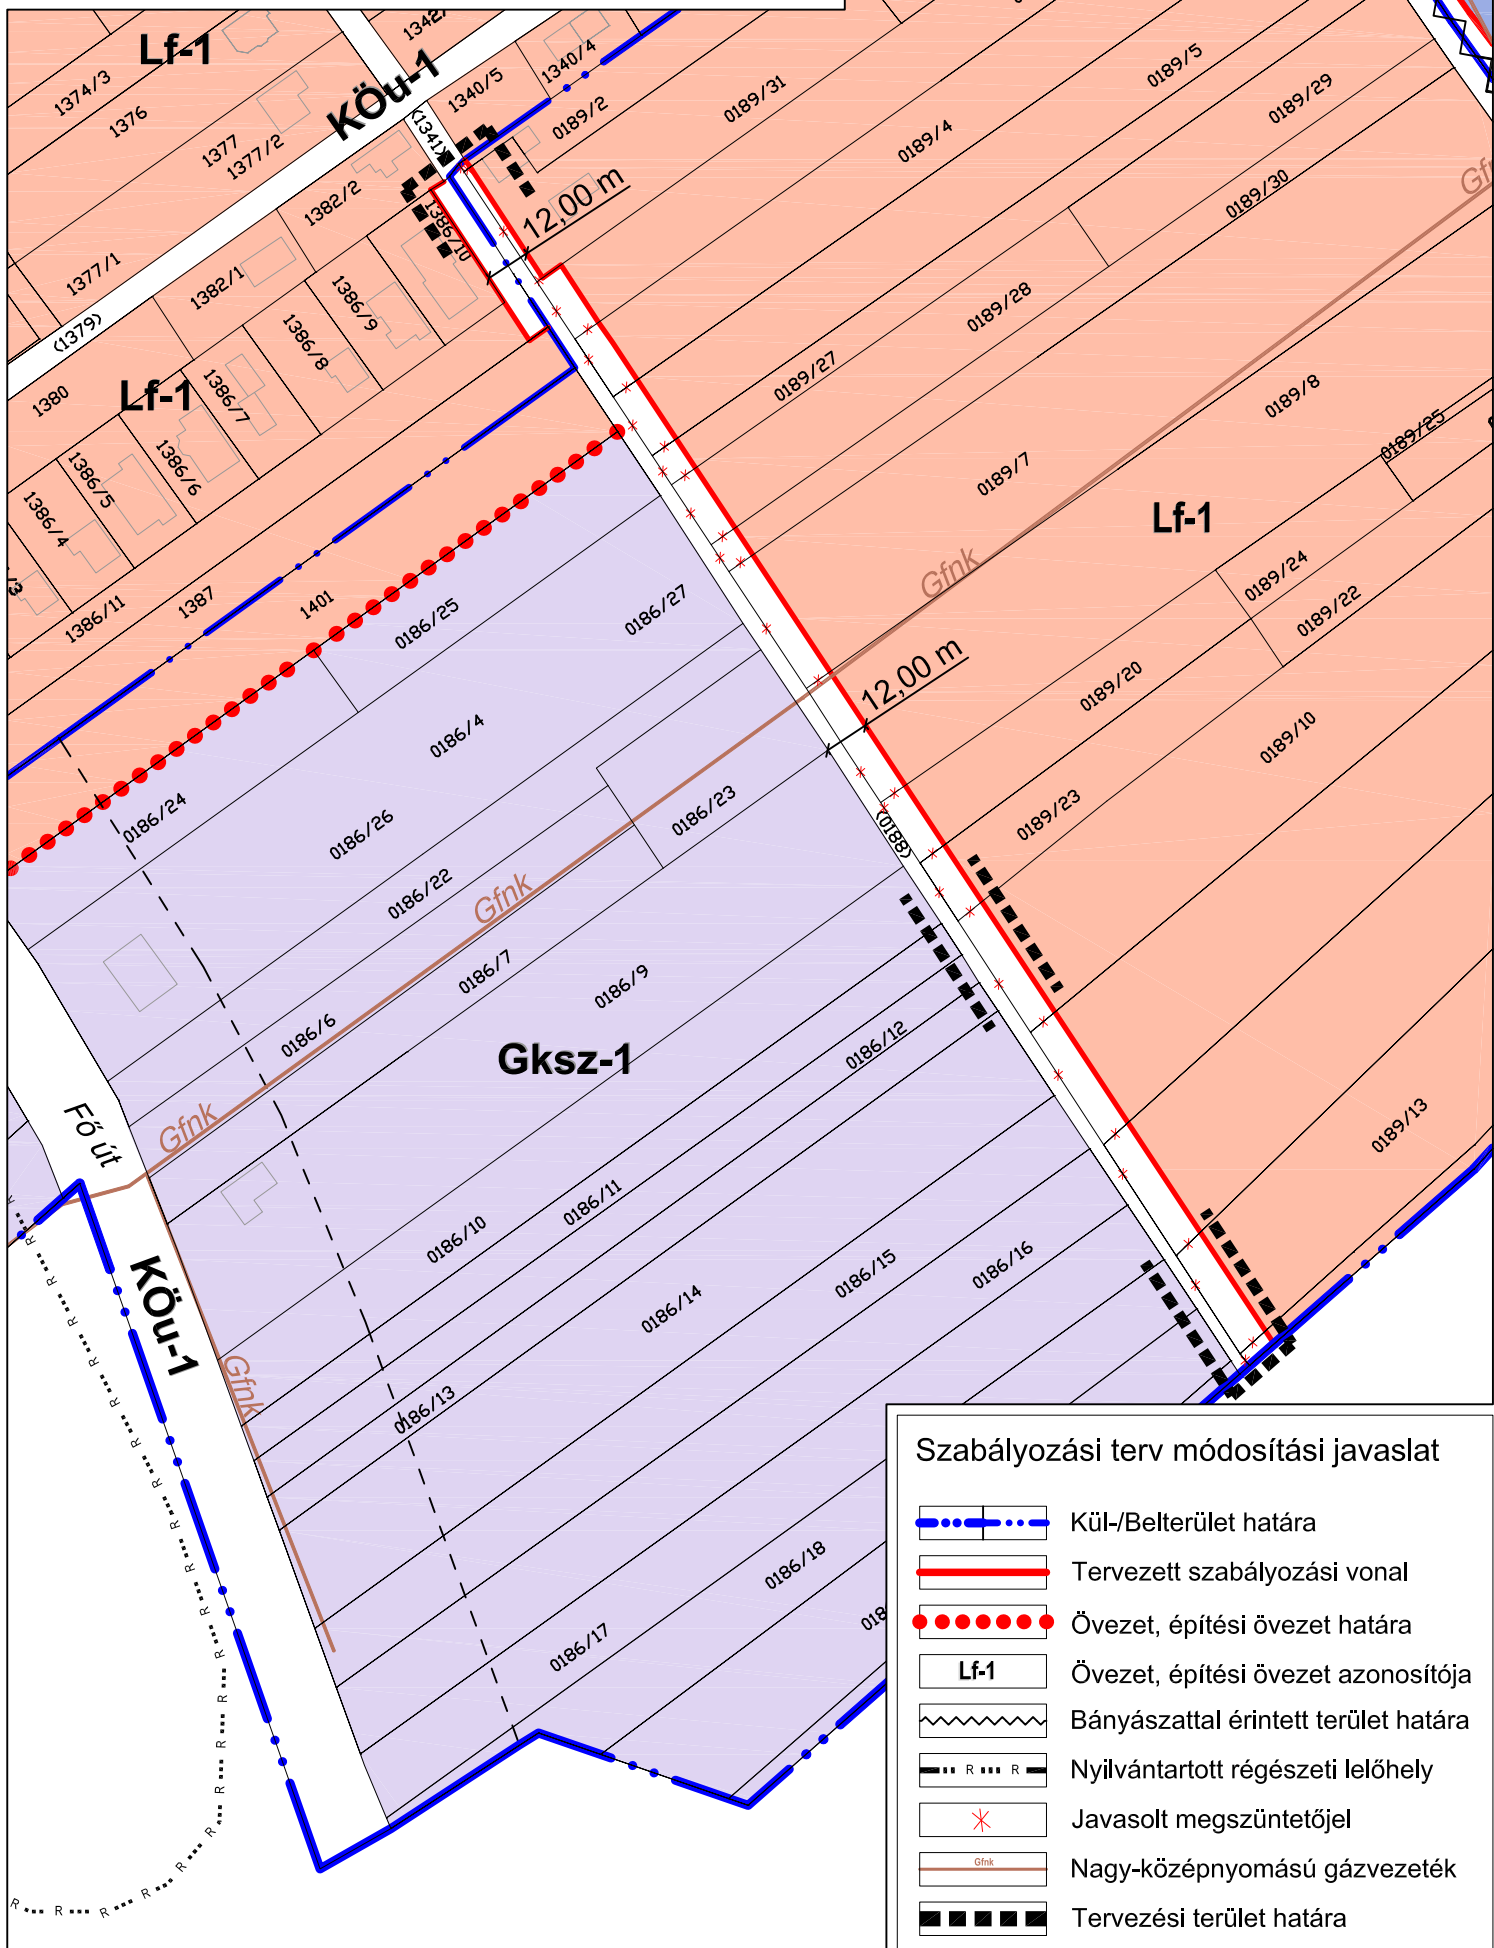 Lf-1
1342/
1374/3
1376
1377
1377/2
KÖu-1
1340/5
1340/4
(1341)
0189/2
0189/31
0189/5
0189/29
0189/4
0189/30
1382/2
1386/10
12,00 m
1377/1
1382/1
1386/9
(1379)
1386/8
0189/28
0189/27
0189/8
1380
Lf-1
1386/7
1386/6
1386/5
1386/4
0189/25
0189/7
Lf-1
Gfnk
0189/24
0189/22
1386/11
1387
1401
0186/25
0186/27
12,00 m
0189/20
0189/10
0186/4
0186/24
0186/26
0186/23
(0188)
0189/23
0186/22
Gfnk
0186/7
0186/9
0186/6
0186/12
Gksz-1
Gfnk
Fő út
0189/13
0186/11
0186/10
0186/15
0186/16
0186/14
KÖu-1
Gfnk
0186/13
0186/18
0186/17
Szabályozási terv módosítási javaslat
Kül-/Belterület határa
Tervezett szabályozási vonal
Övezet, építési övezet határa
Lf-1 Övezet, építési övezet azonosítója
Bányászattal érintett terület határa
R R Nyilvántartott régészeti lelőhely
Javasolt megszüntetőjel
Gfnk Nagy-középnyomású gázvezeték
Tervezési terület határa